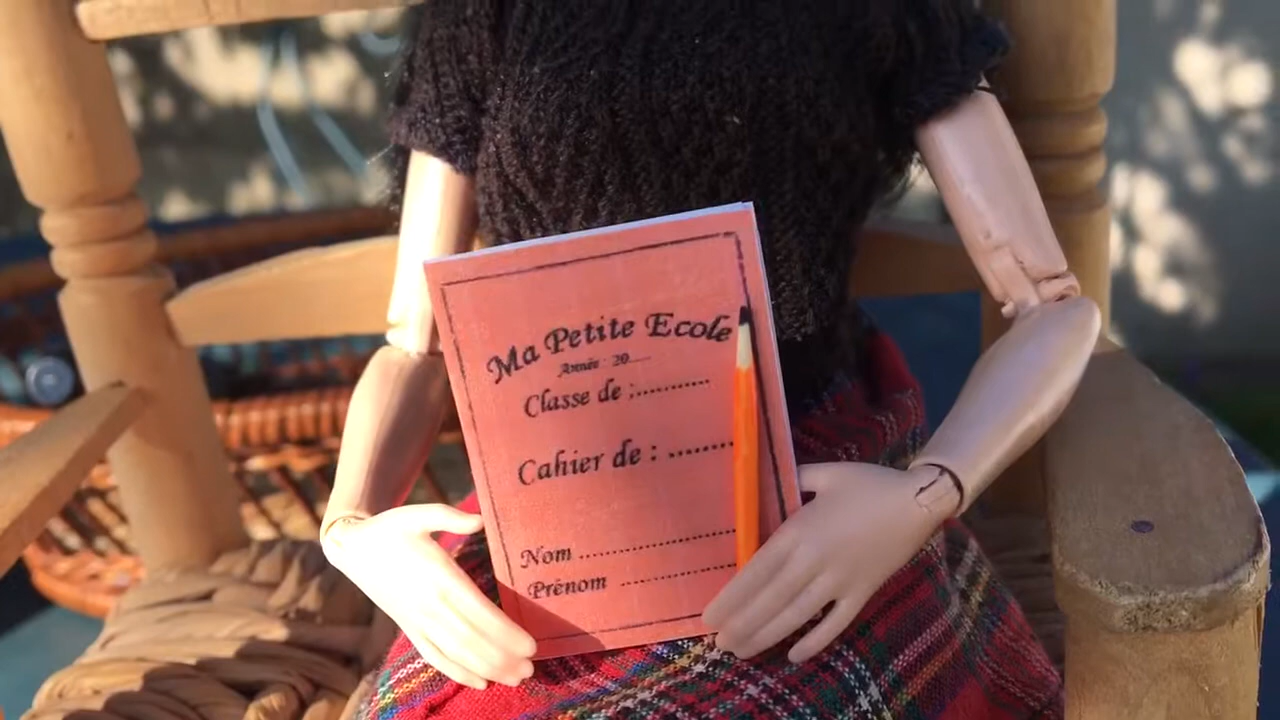 Ma Petite Ecole
Année 20.....
Classe de :...........
Cahier de : .......
Nom ......................
Prénom ................